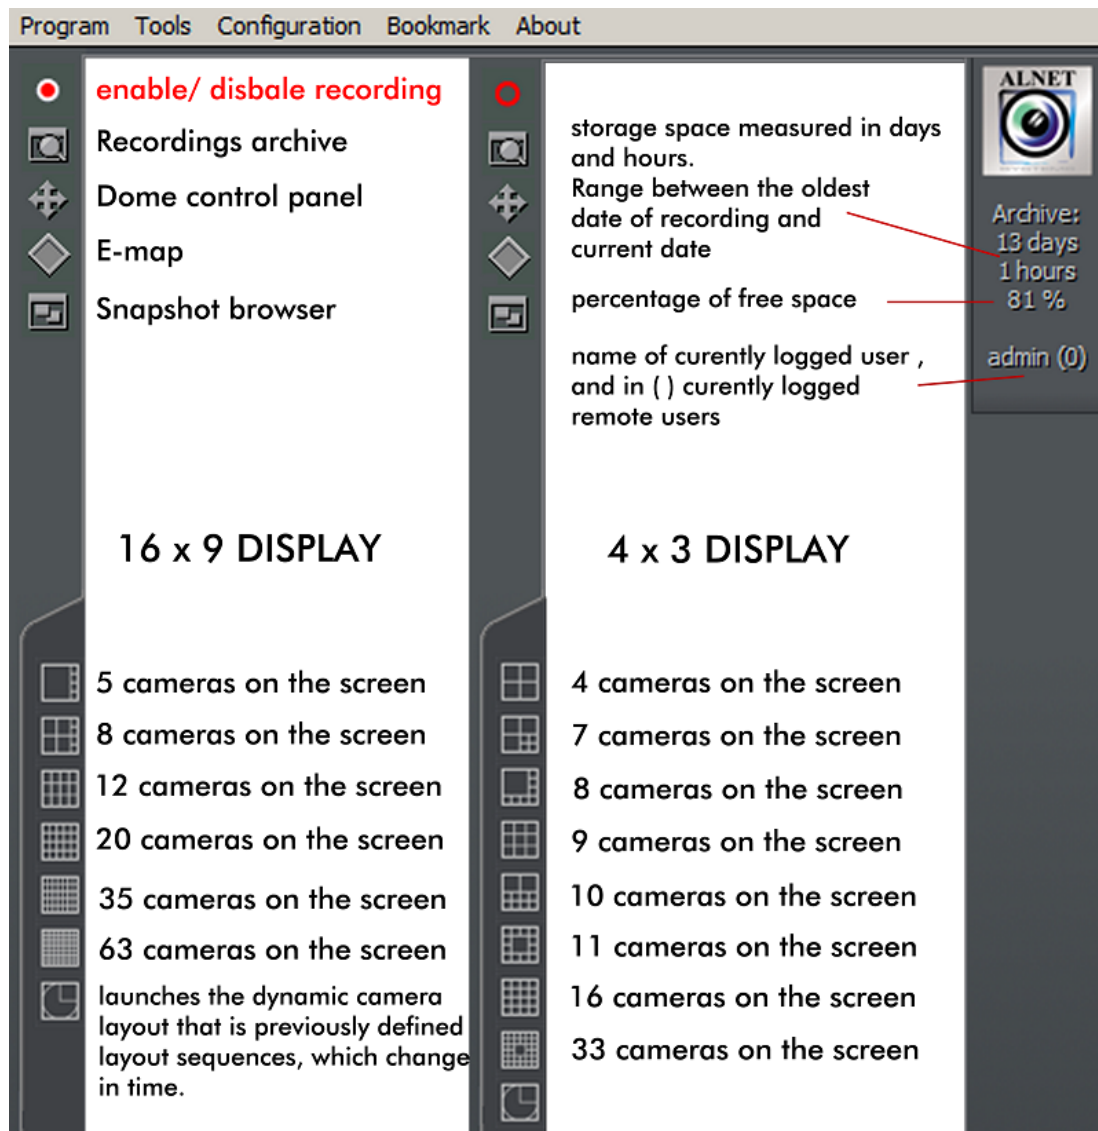 Program Tools Configuration Bookmark About
enable/ disbale recording
Recordings archive
Dome control panel
E-map
Snapshot browser
16 x 9 DISPLAY
5 cameras on the screen
8 cameras on the screen
12 cameras on the screen
20 cameras on the screen
35 cameras on the screen
63 cameras on the screen
launches the dynamic camera
layout that is previously defined
layout sequences, which change
in time.
storage space measured in days
and hours.
Range between the oldest
date of recording and
current date
percentage of free space
name of curently logged user ,
and in ( ) curently logged
remote users
4 x 3 DISPLAY
4 cameras on the screen
7 cameras on the screen
8 cameras on the screen
9 cameras on the screen
10 cameras on the screen
11 cameras on the screen
16 cameras on the screen
33 cameras on the screen
ALNET
Archive:
13 days
1 hours
81 %
admin (0)